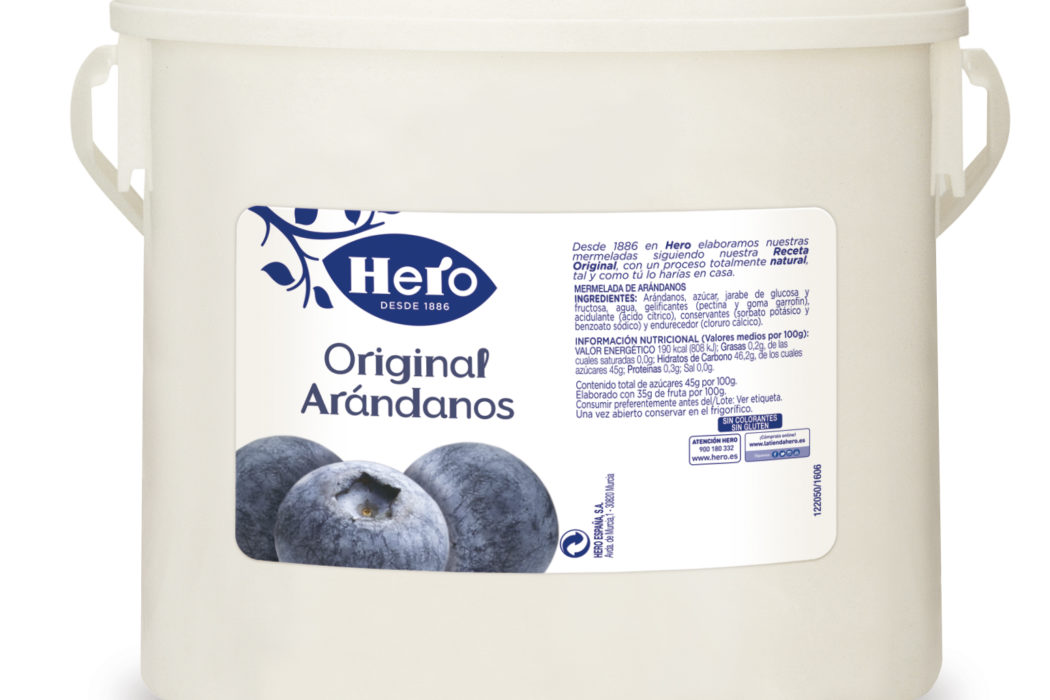 Hero
DESDE 1886
Original
Arándanos
Desde 1886 en Hero elaboramos nuestras
mermeladas siguiendo nuestra Receta
Original, con un proceso totalmente natural,
tal y como tú lo harías en casa.
MERMELADA DE ARÁNDANOS
INGREDIENTES: Arándanos, azúcar, jarabe de glucosa y
fructosa, agua, gelificantes (pectina y goma garrofín),
acidulante (ácido cítrico), conservantes (sorbato potásico y
benzoato sódico) y endurecedor (cloruro cálcico).
INFORMACIÓN NUTRICIONAL (Valores medios por 100g):
VALOR ENERGÉTICO 190 kcal (808 kJ); Grasas 0,2g, de las
cuales saturadas 0,0g; Hidratos de Carbono 46,2g, de los cuales
azúcares 45g; Proteínas 0,3g; Sal 0,0g.
Contenido total de azúcares 45g por 100g.
Elaborado con 35g de fruta por 100g.
Consumir preferentemente antes del/Lote: Ver etiqueta.
Una vez abierto conservar en el frigorífico.
SIN COLORANTES
SIN GLUTEN
ATENCIÓN HERO
900 180 332
www.hero.es
¡Cómpralo online!
www.latiendahero.es
HERO ESPAÑA, S.A.
Avda. de Murcia,1 - 30820 Murcia
122050/1606